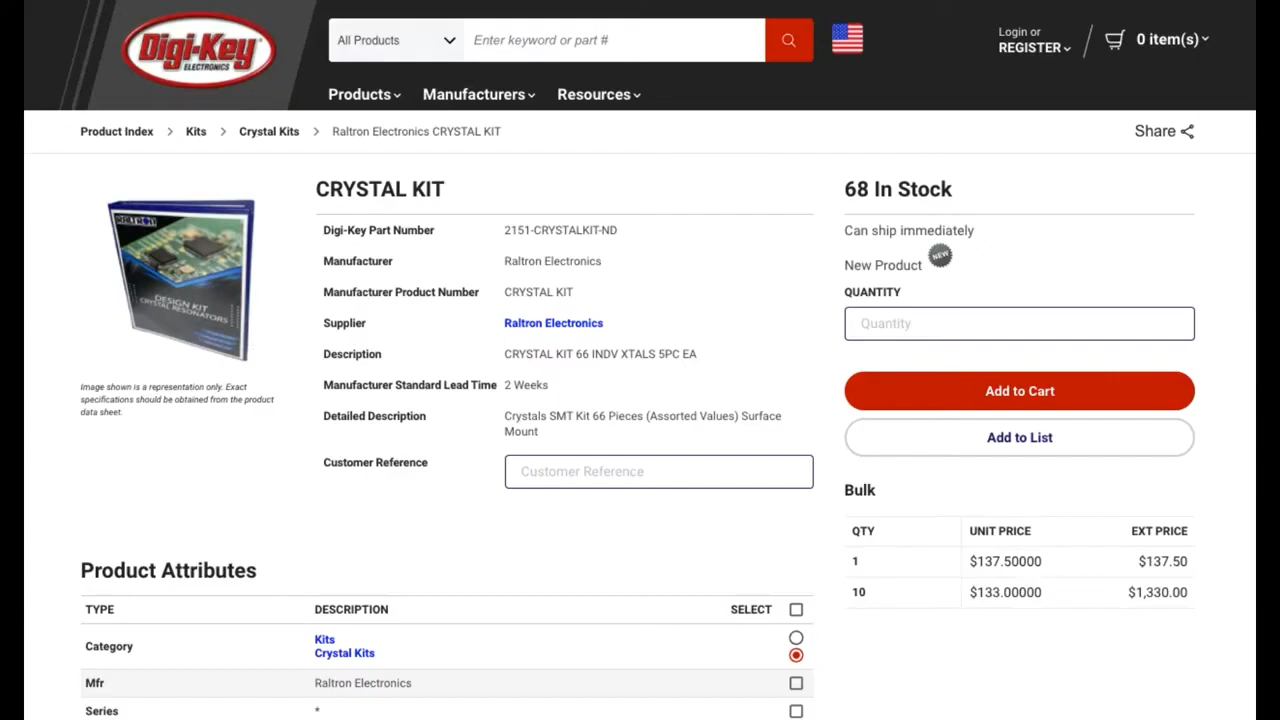 Digi-Key
ELECTRONICS
All Products
Enter keyword or part #
Login or
REGISTER
0 item(s)
Products
Manufacturers
Resources
Product Index > Kits > Crystal Kits > Raltron Electronics CRYSTAL KIT
Share
RALTRON
DESIGN KIT
CRYSTAL RESONATORS
Image shown is a representation only. Exact
specifications should be obtained from the product
data sheet.
CRYSTAL KIT
Digi-Key Part Number 2151-CRYSTALKIT-ND
Manufacturer Raltron Electronics
Manufacturer Product Number CRYSTAL KIT
Supplier Raltron Electronics
Description CRYSTAL KIT 66 INDV XTALS 5PC EA
Manufacturer Standard Lead Time 2 Weeks
Detailed Description Crystals SMT Kit 66 Pieces (Assorted Values) Surface
Mount
Customer Reference Customer Reference
68 In Stock
Can ship immediately
New Product NEW
QUANTITY
Quantity
Add to Cart
Add to List
Bulk
QTY UNIT PRICE EXT PRICE
1 $137.50000 $137.50
10 $133.00000 $1,330.00
Product Attributes
TYPE DESCRIPTION SELECT
Category Kits
Crystal Kits
Mfr Raltron Electronics
Series *